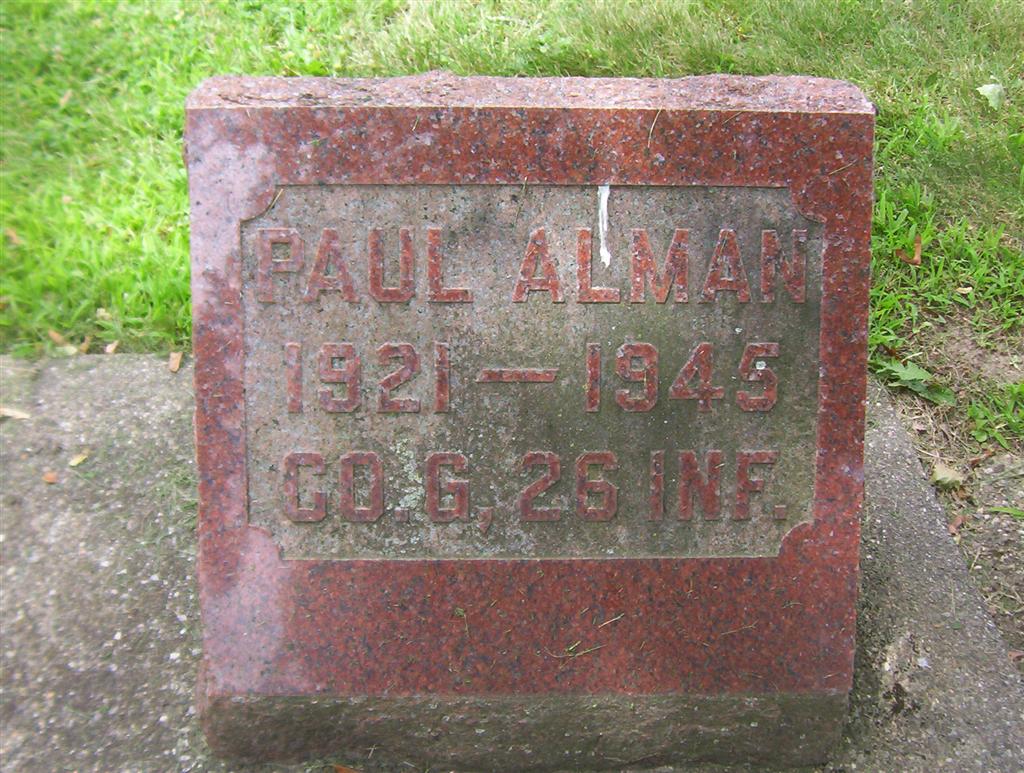 PAUL ALMAN
1921 — 1945
CO. G, 26 INF.